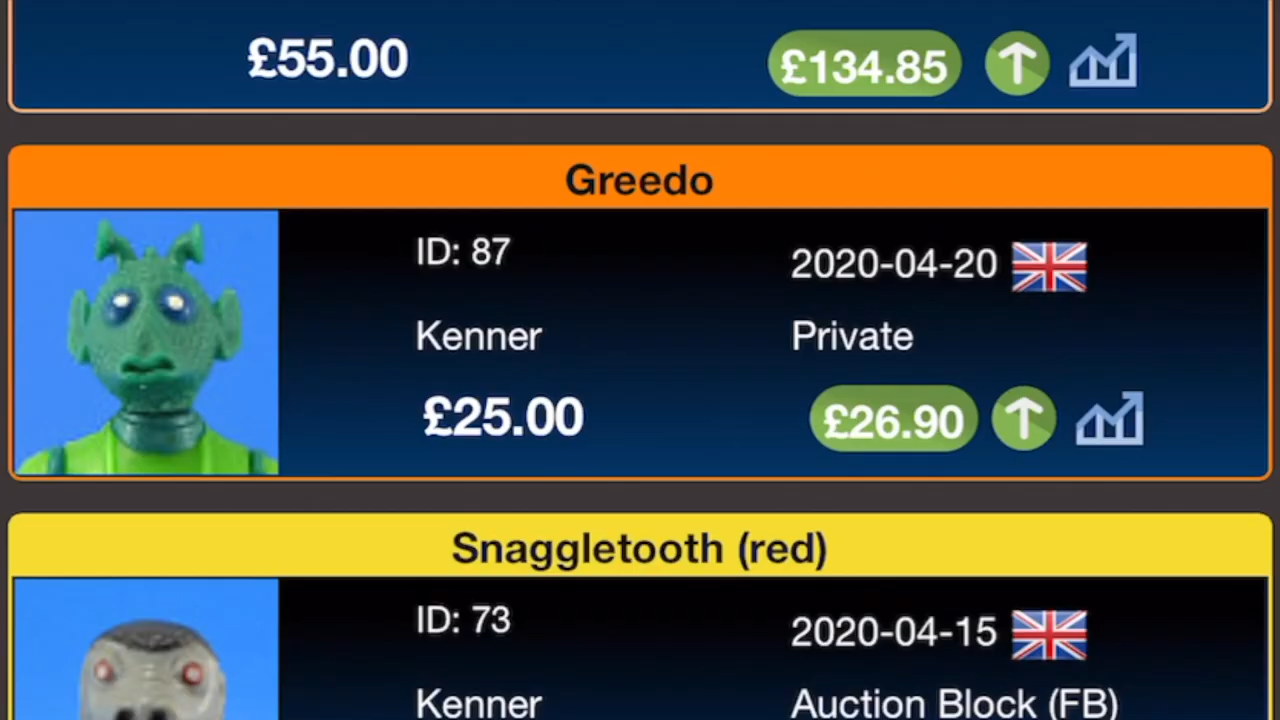 £55.00 £134.85
Greedo
ID: 87 2020-04-20
Kenner Private
£25.00 £26.90
Snaggletooth (red)
ID: 73 2020-04-15
Kenner Auction Block (FB)